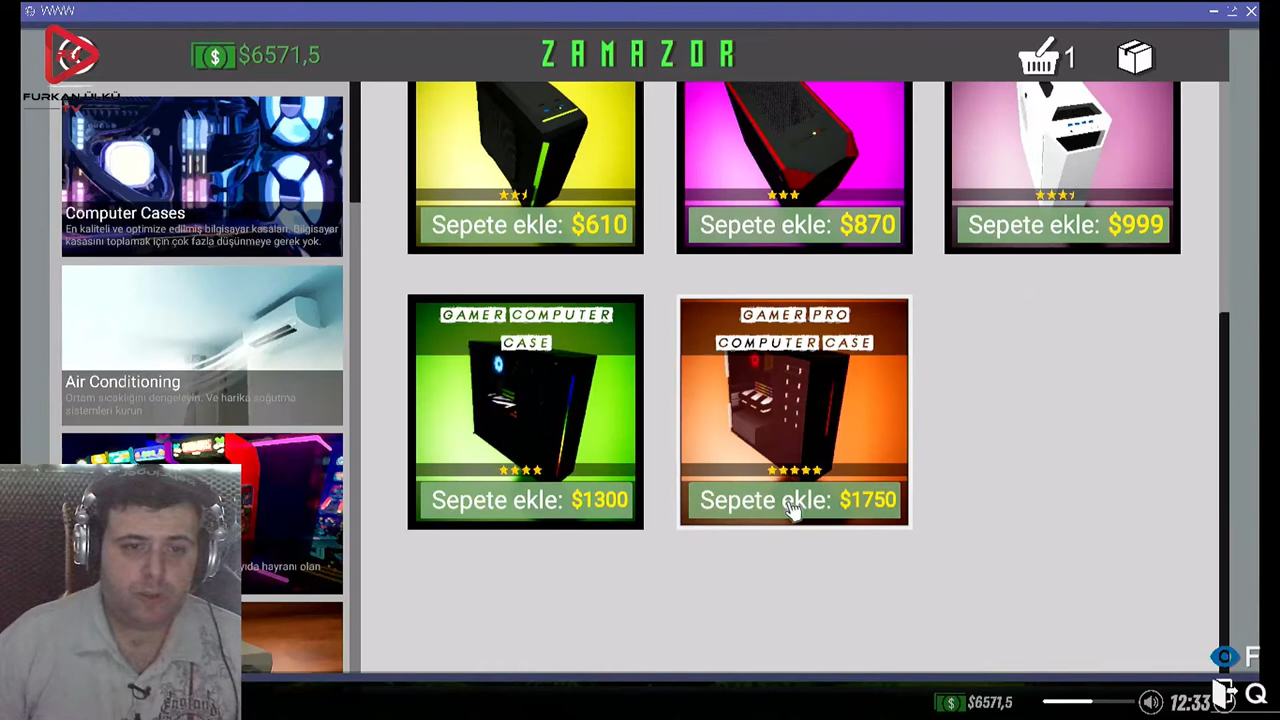 WWW
$6571,5
ZAMAZOR
1
FURKAN ÜLKÜ
TV
Computer Cases
En kaliteli ve optimize edilmiş bilgisayar kasaları. Bilgisayar
kasasını toplamak için çok fazla düşünmeye gerek yok.
Sepete ekle: $610
Sepete ekle: $870
Sepete ekle: $999
Air Conditioning
Ortam sıcaklığını dengeleyin. Ve harika soğutma
sistemleri kurun
GAMER COMPUTER
CASE
Sepete ekle: $1300
GAMER PRO
COMPUTER CASE
Sepete ekle: $1750
hayranı olan
F
$6571,5
12:33
Q